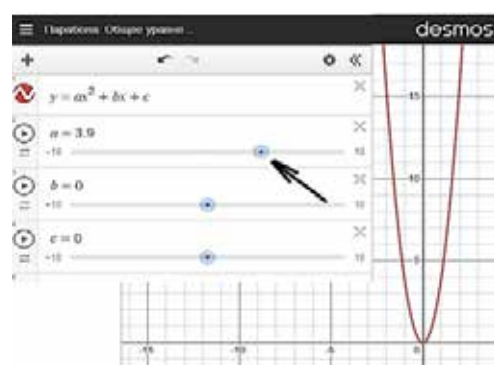 Парабола: Общее уравне ... desmos
y = ax² + bx + c
a = 3.9
-10 10
b = 0
-10 10
c = 0
-10 10
15
10
5
-15 -10 -5 0